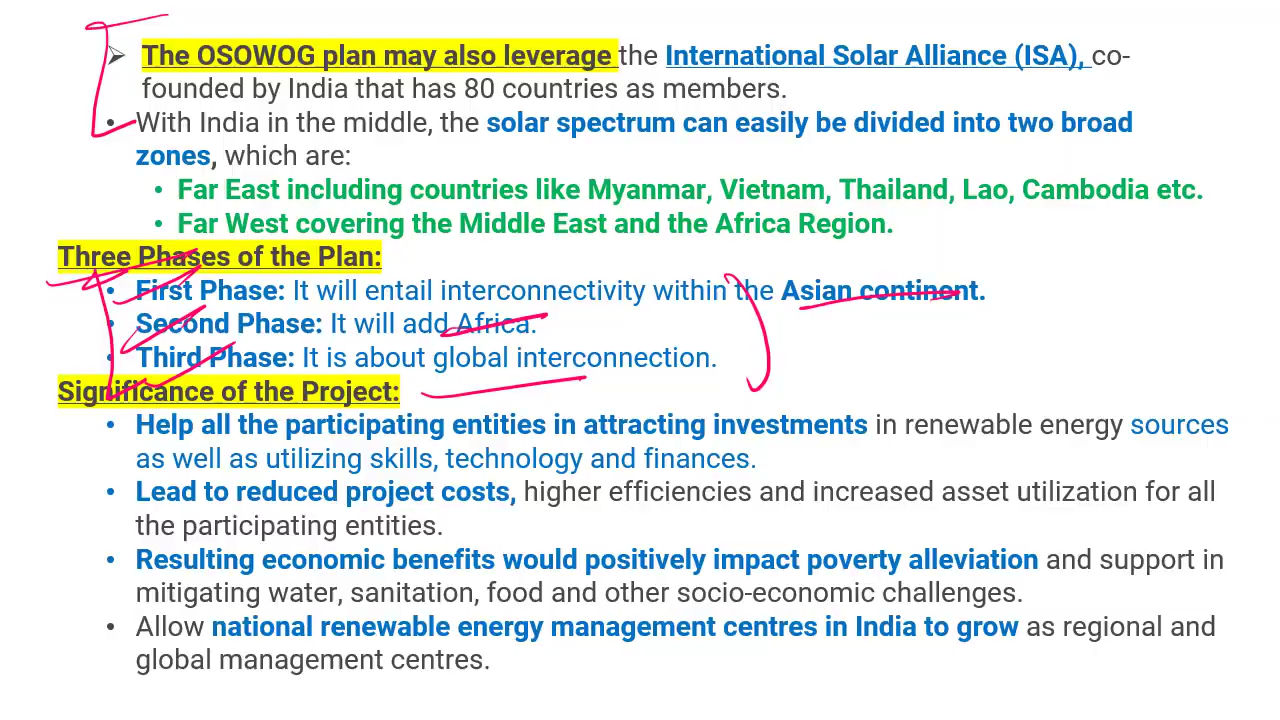 ➢ The OSOWOG plan may also leverage the International Solar Alliance (ISA), co-
founded by India that has 80 countries as members.
• With India in the middle, the solar spectrum can easily be divided into two broad
zones, which are:
• Far East including countries like Myanmar, Vietnam, Thailand, Lao, Cambodia etc.
• Far West covering the Middle East and the Africa Region.
Three Phases of the Plan:
• First Phase: It will entail interconnectivity within the Asian continent.
• Second Phase: It will add Africa.
• Third Phase: It is about global interconnection.
Significance of the Project:
• Help all the participating entities in attracting investments in renewable energy sources
as well as utilizing skills, technology and finances.
• Lead to reduced project costs, higher efficiencies and increased asset utilization for all
the participating entities.
• Resulting economic benefits would positively impact poverty alleviation and support in
mitigating water, sanitation, food and other socio-economic challenges.
• Allow national renewable energy management centres in India to grow as regional and
global management centres.